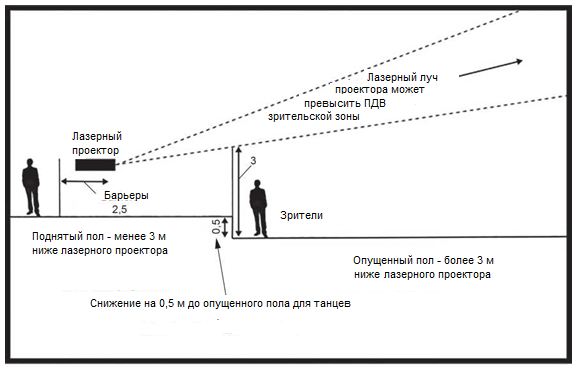 Лазерный луч
проектора может
превысить ПДВ
зрительской зоны
Лазерный
проектор
3
Барьеры
2,5
Зрители
0,5
Поднятый пол - менее 3 м
ниже лазерного проектора
Опущенный пол - более 3 м
ниже лазерного проектора
Снижение на 0,5 м до опущенного пола для танцев